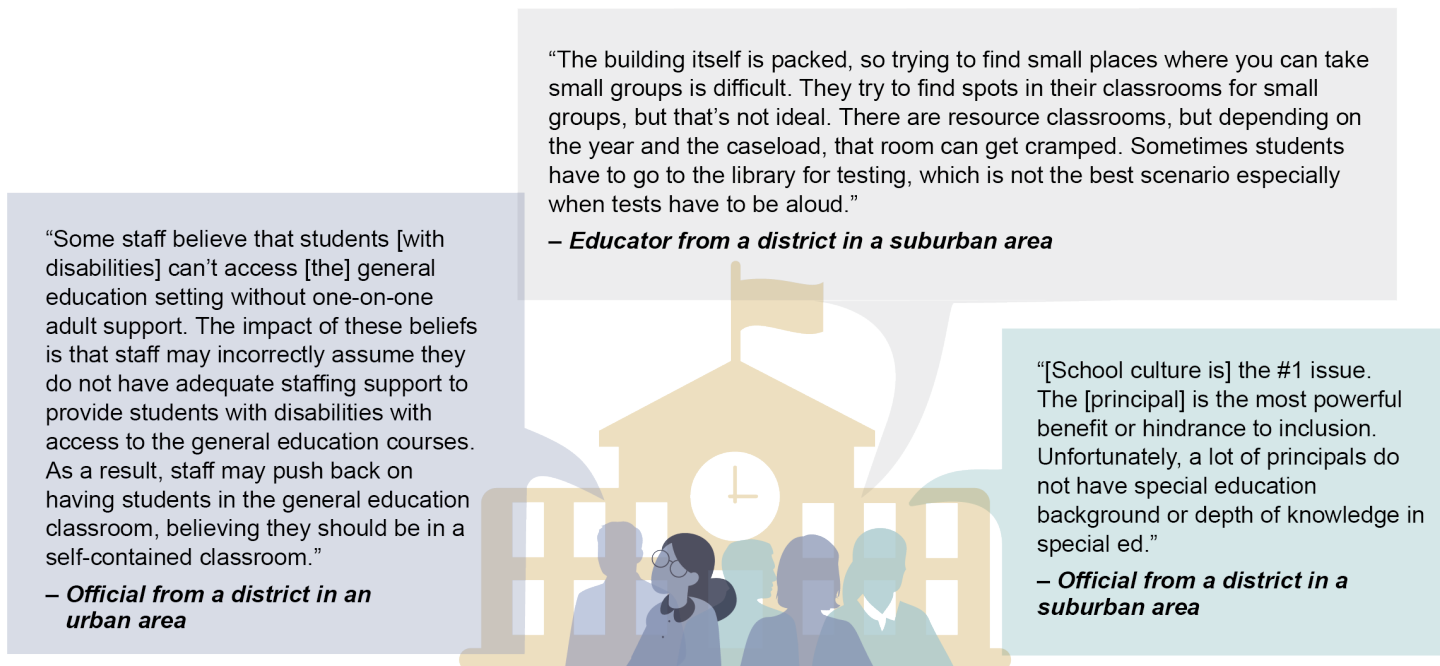 “The building itself is packed, so trying to find small places where you can take
small groups is difficult. They try to find spots in their classrooms for small
groups, but that’s not ideal. There are resource classrooms, but depending on
the year and the caseload, that room can get cramped. Sometimes students
have to go to the library for testing, which is not the best scenario especially
when tests have to be aloud.”
– Educator from a district in a suburban area
“Some staff believe that students [with
disabilities] can’t access [the] general
education setting without one-on-one
adult support. The impact of these beliefs
is that staff may incorrectly assume they
do not have adequate staffing support to
provide students with disabilities with
access to the general education courses.
As a result, staff may push back on
having students in the general education
classroom, believing they should be in a
self-contained classroom.”
– Official from a district in an
urban area
“[School culture is] the #1 issue.
The [principal] is the most powerful
benefit or hindrance to inclusion.
Unfortunately, a lot of principals do
not have special education
background or depth of knowledge in
special ed.”
– Official from a district in a
suburban area